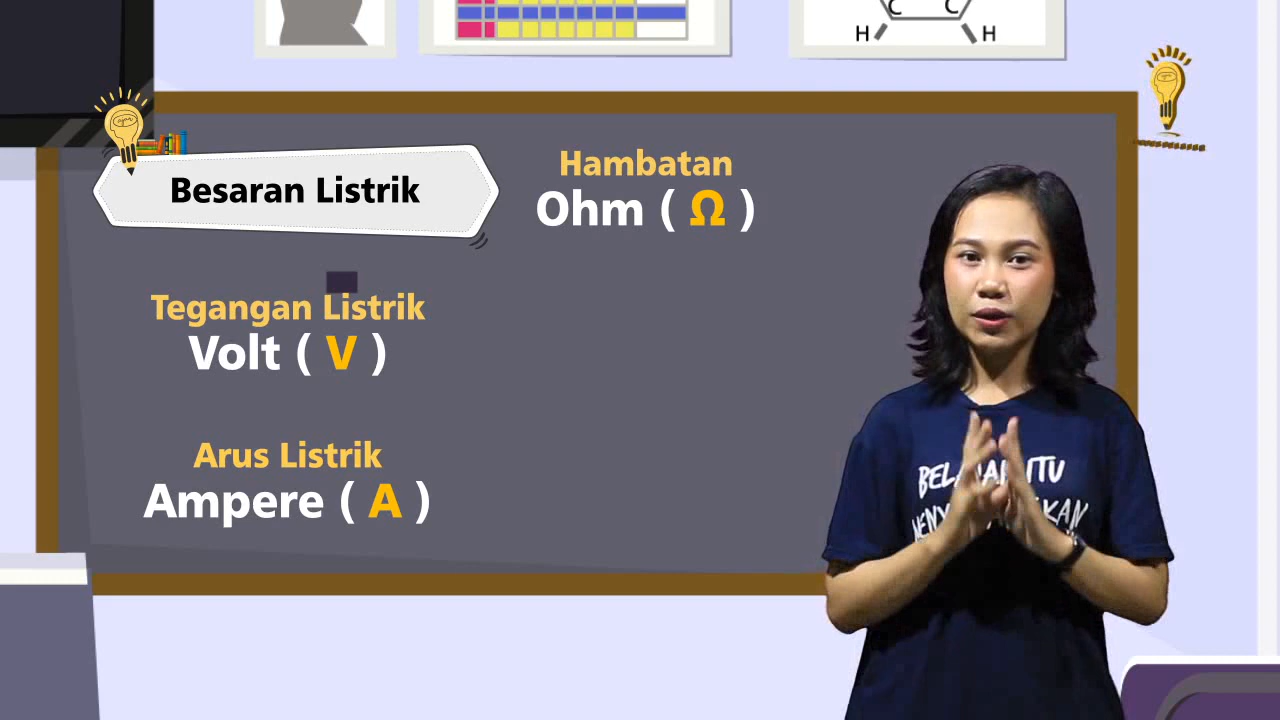 C C
H H
Besaran Listrik
Hambatan
Ohm ( Ω )
Tegangan Listrik
Volt ( V )
Arus Listrik
Ampere ( A )